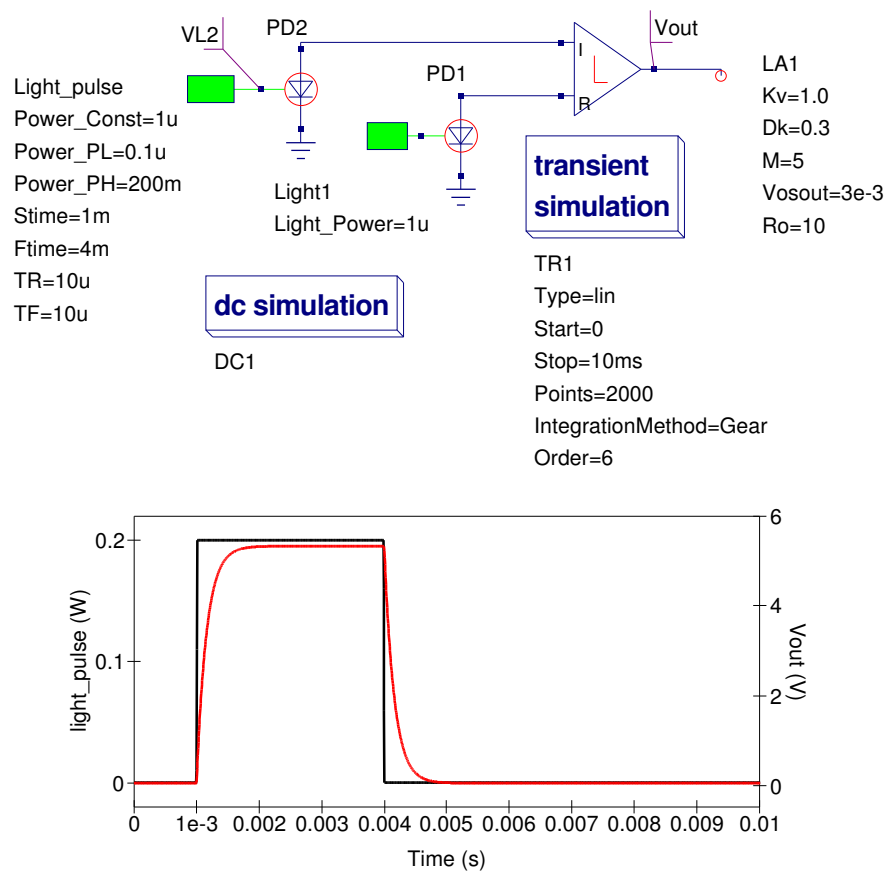 VL2
PD2
Vout
PD1
I
R
L
Light_pulse
Power_Const=1u
Power_PL=0.1u
Power_PH=200m
Stime=1m
Ftime=4m
TR=10u
TF=10u
Light1
Light_Power=1u
LA1
Kv=1.0
Dk=0.3
M=5
Vosout=3e-3
Ro=10
dc simulation
DC1
transient
simulation
TR1
Type=lin
Start=0
Stop=10ms
Points=2000
IntegrationMethod=Gear
Order=6
light_pulse (W)
0.2
0.1
0
6
4
2
0
Vout (V)
0 1e-3 0.002 0.003 0.004 0.005 0.006 0.007 0.008 0.009 0.01
Time (s)